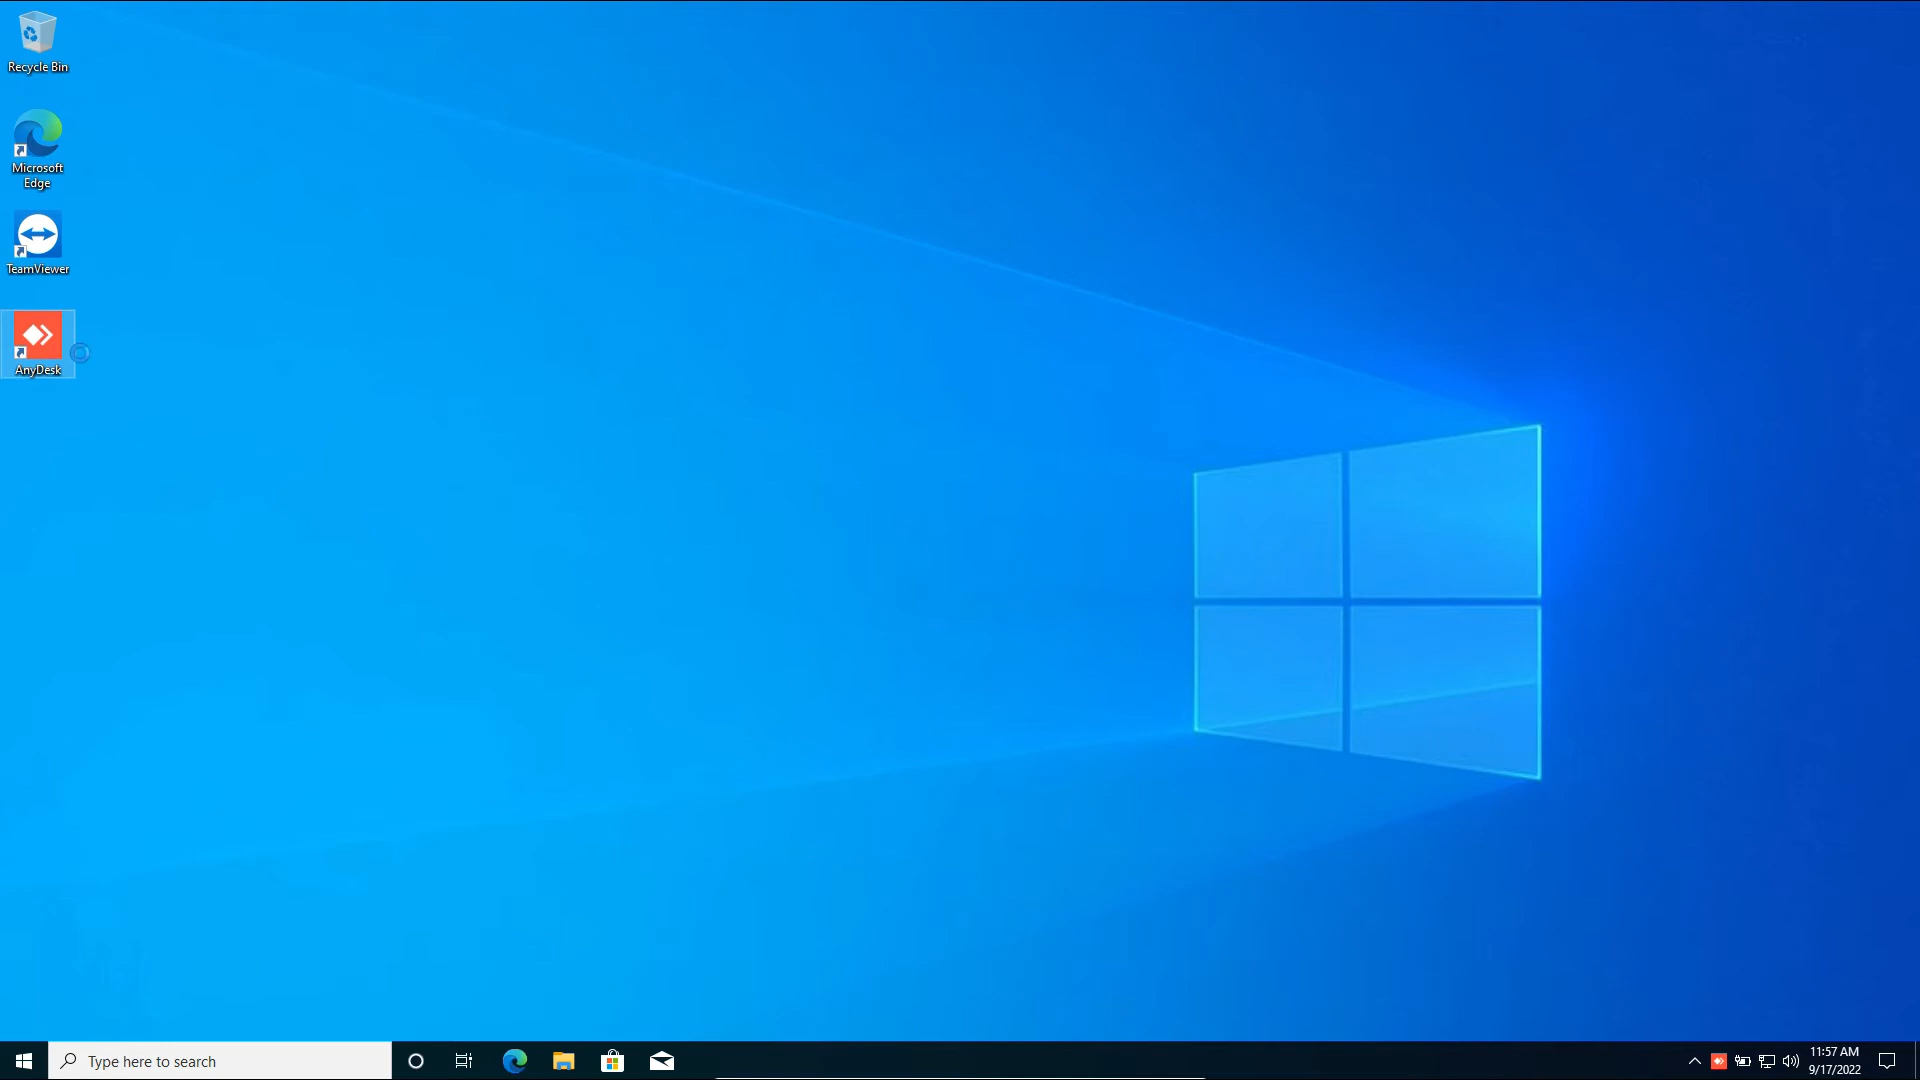 Recycle Bin
Microsoft
Edge
TeamViewer
AnyDesk
Type here to search
11:57 AM
9/17/2022